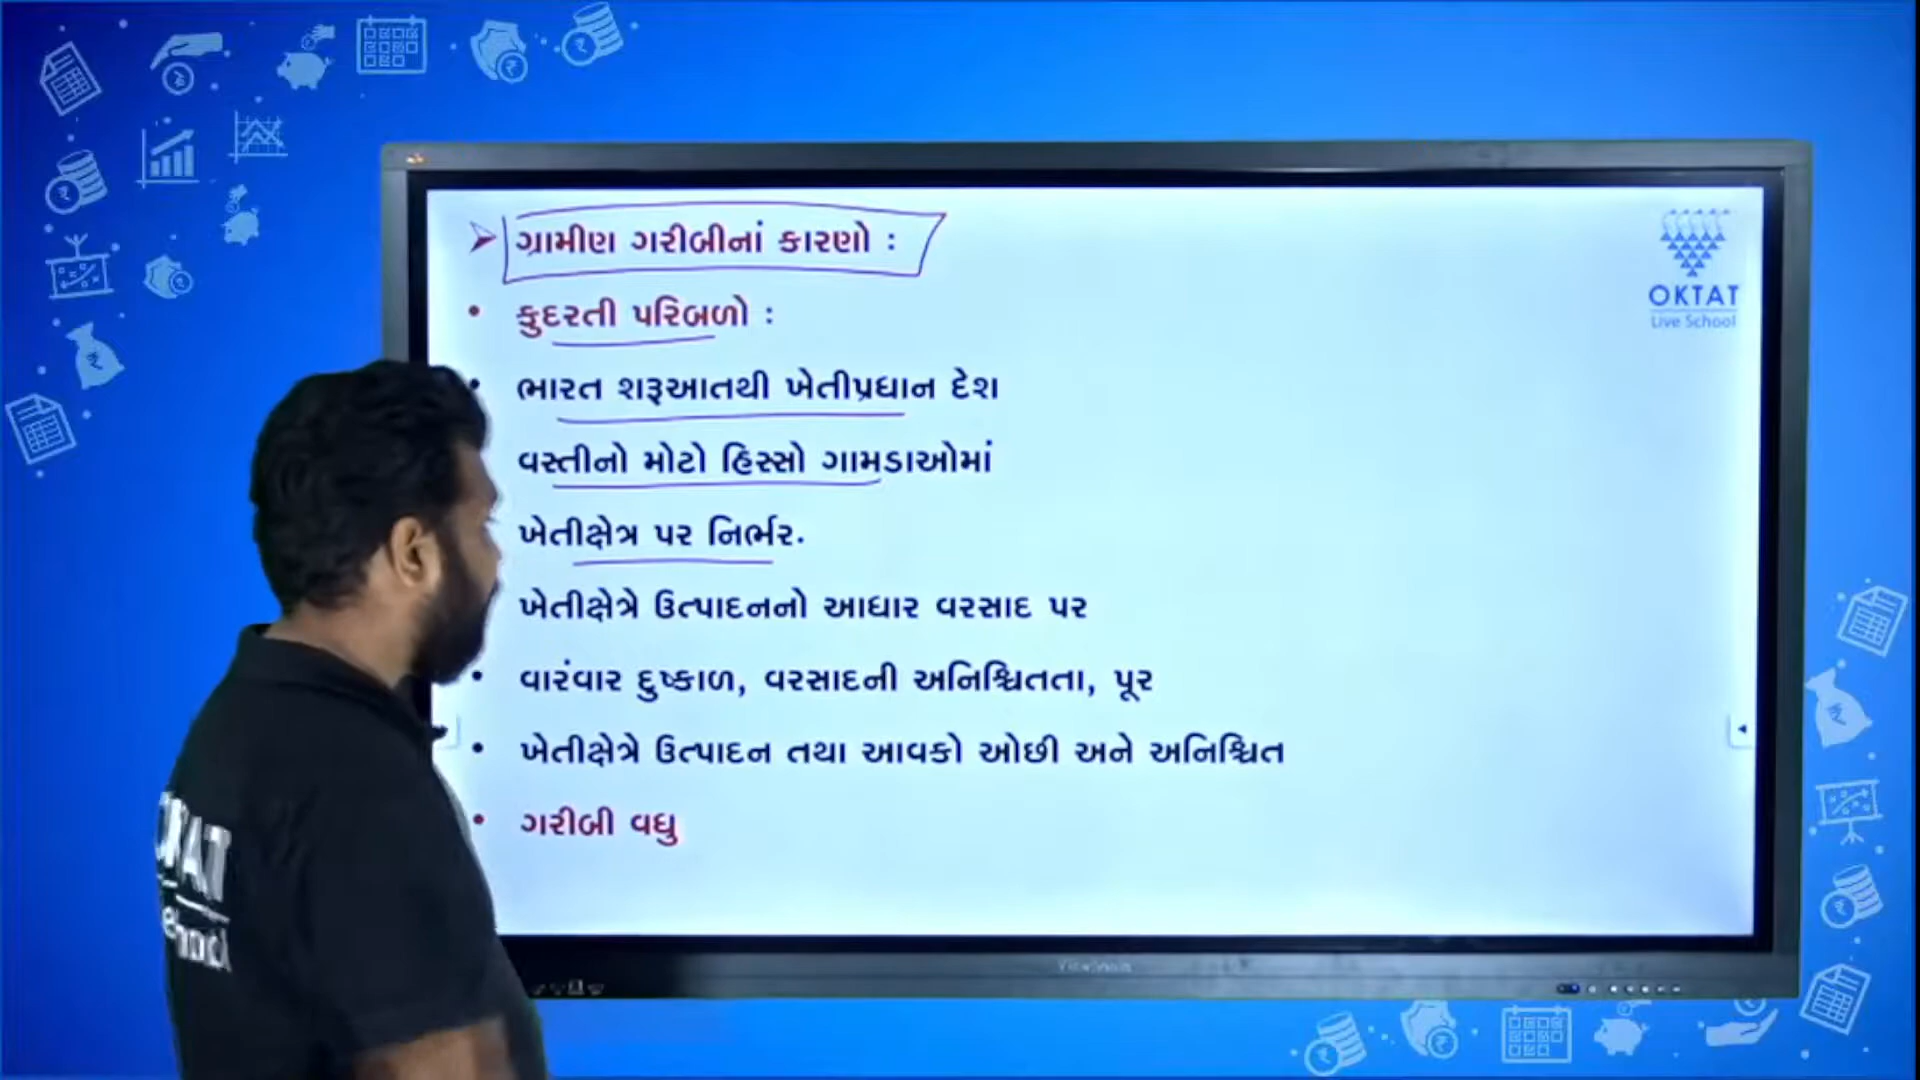 ગ્રામીણ ગરીબીનાં કારણો :
કુદરતી પરિબળો :
ભારત શરૂઆતથી ખેતીપ્રધાન દેશ
વસ્તીનો મોટો હિસ્સો ગામડાઓમાં
ખેતીક્ષેત્ર પર નિર્ભર.
ખેતીક્ષેત્રે ઉત્પાદનનો આધાર વરસાદ પર
વારંવાર દુષ્કાળ, વરસાદની અનિશ્ચિતતા, પૂર
ખેતીક્ષેત્રે ઉત્પાદન તથા આવકો ઓછી અને અનિશ્ચિત
ગરીબી વધુ
OKTAT
Live School
ViewSonic